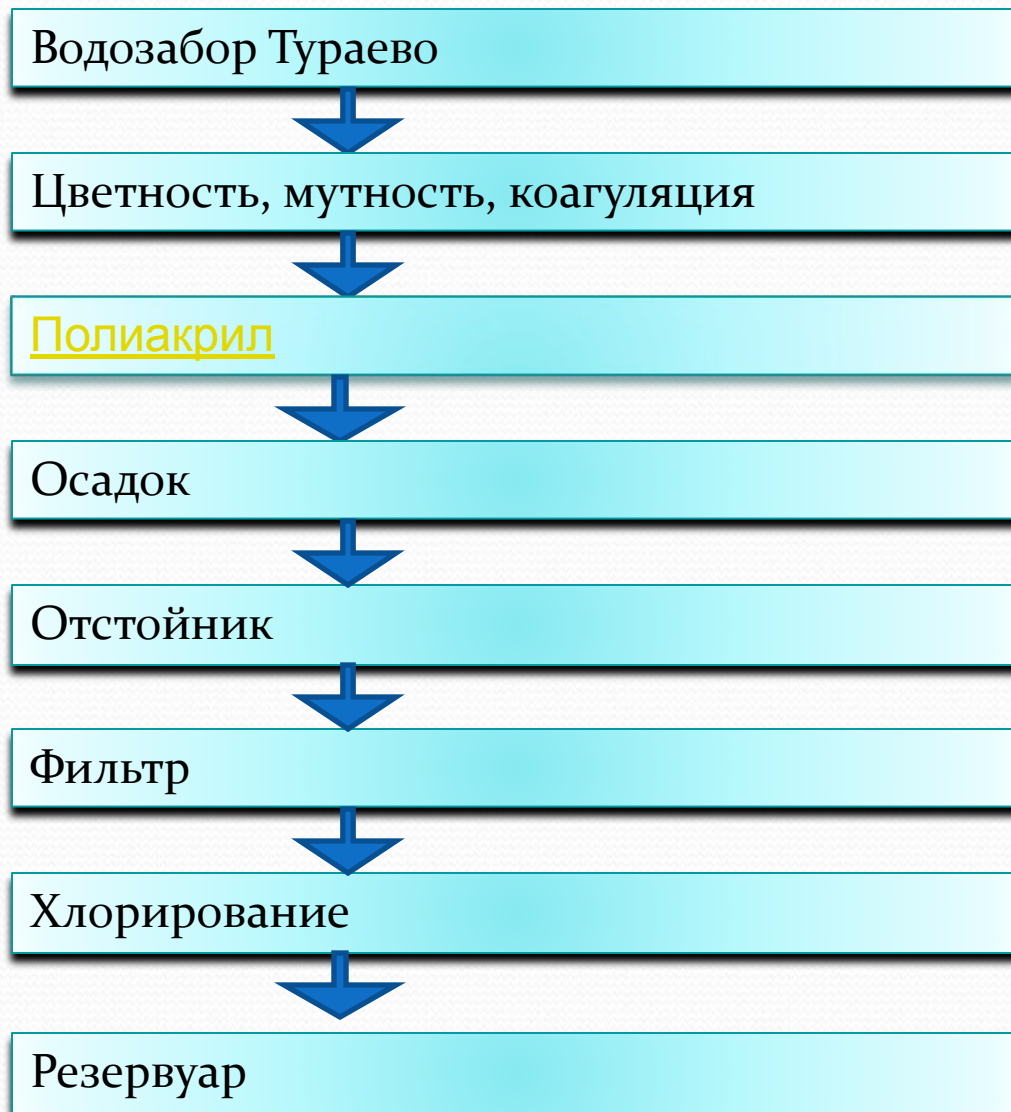 Водозабор Тураево
Цветность, мутность, коагуляция
Полиакрил
Осадок
Отстойник
Фильтр
Хлорирование
Резервуар